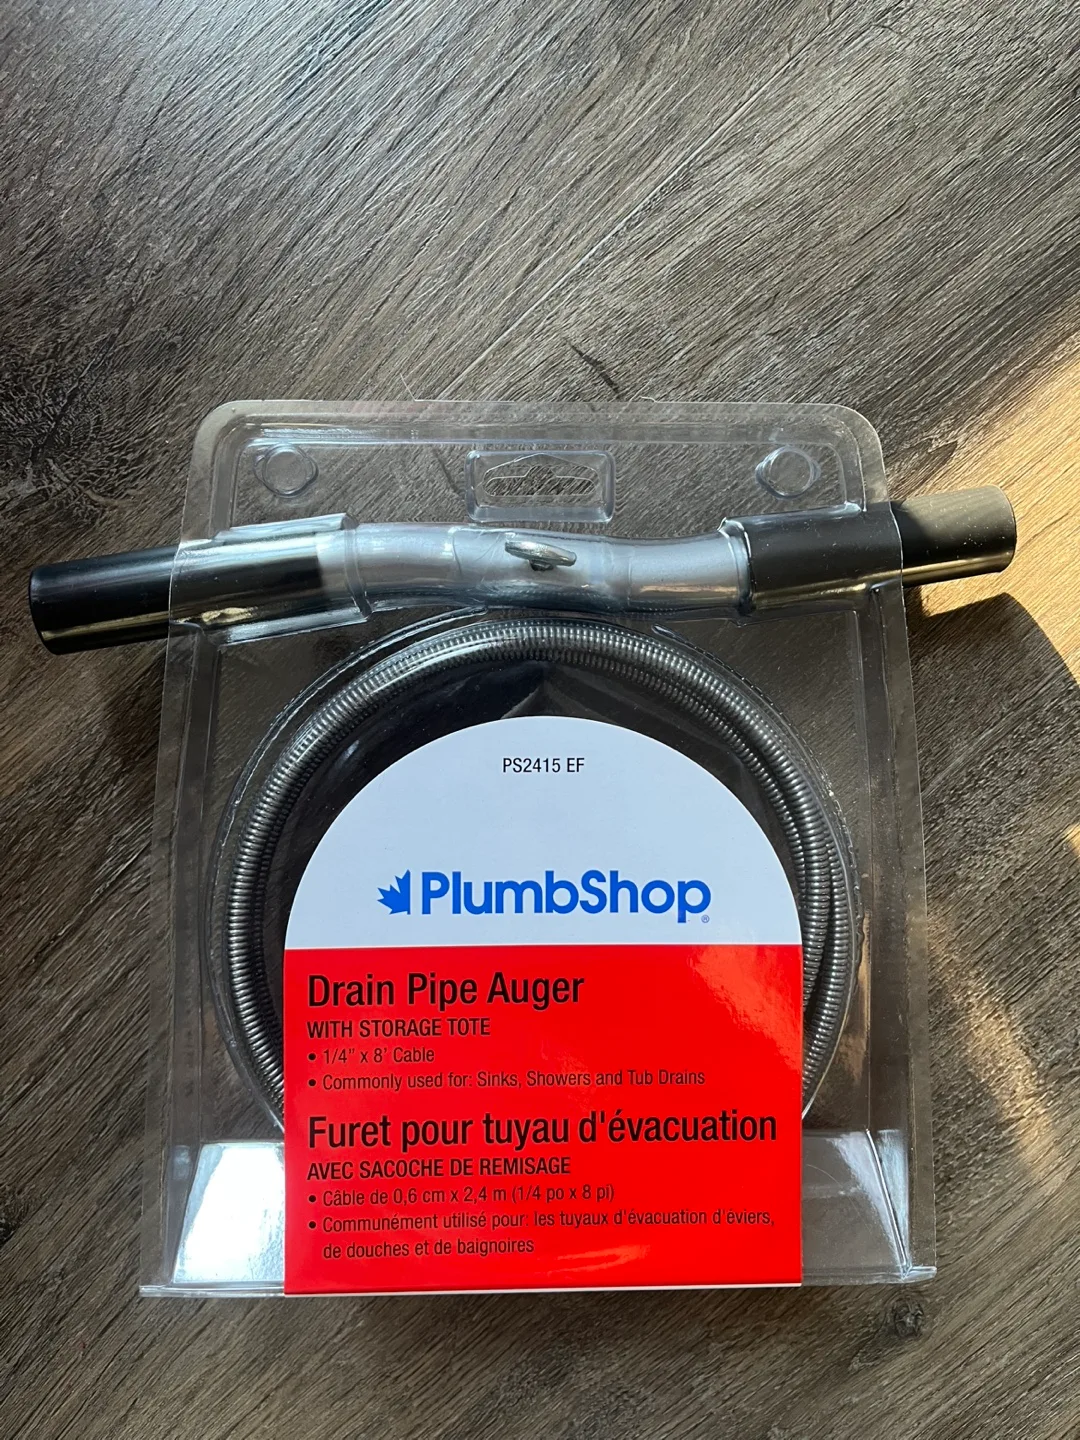 PS2415 EF
PlumbShop®
Drain Pipe Auger
WITH STORAGE TOTE
• 1/4" x 8' Cable
• Commonly used for: Sinks, Showers and Tub Drains
Furet pour tuyau d'évacuation
AVEC SACOCHE DE REMISAGE
• Câble de 0,6 cm x 2,4 m (1/4 po x 8 pi)
• Communément utilisé pour: les tuyaux d'évacuation d'éviers,
de douches et de baignoires